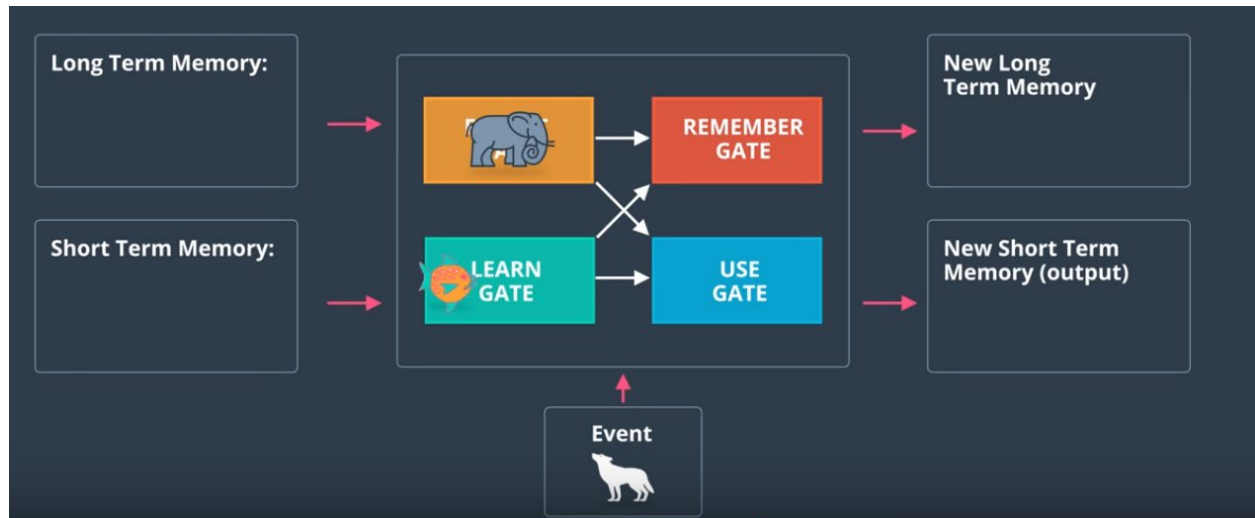 Long Term Memory:
REMEMBER
GATE
New Long
Term Memory
Short Term Memory:
LEARN
GATE
USE
GATE
New Short Term
Memory (output)
Event